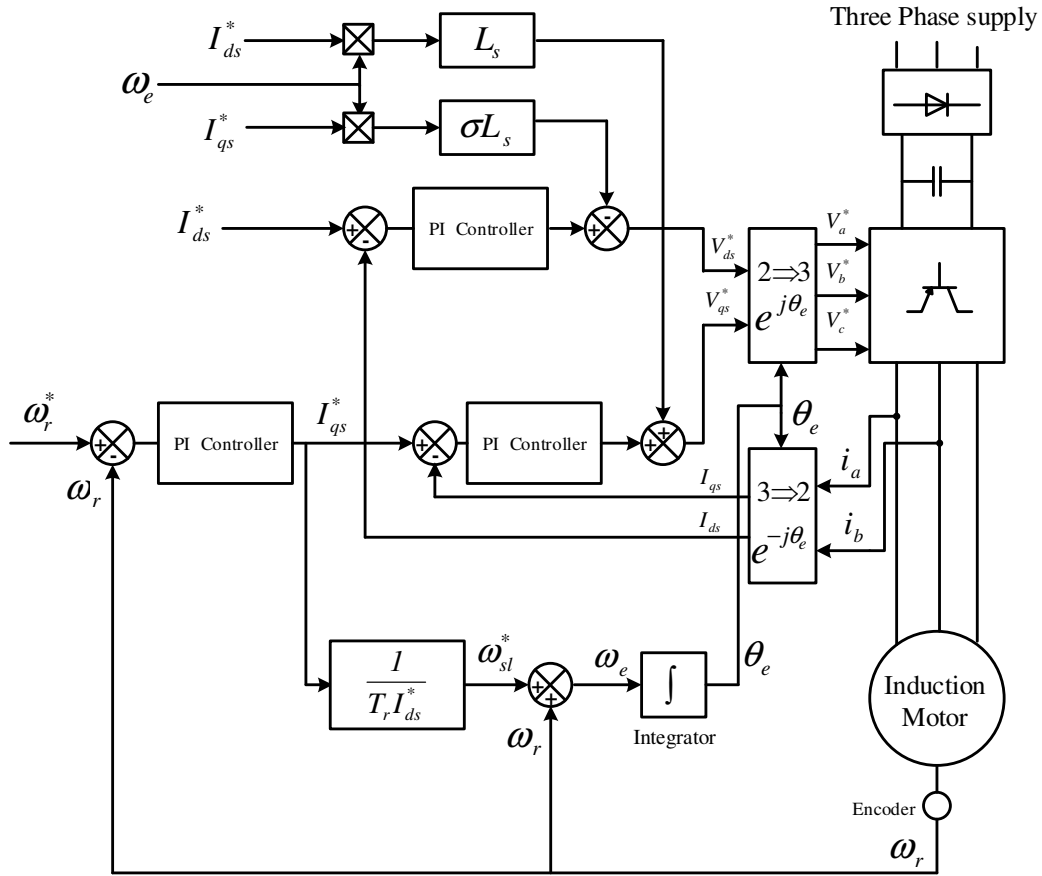 Three Phase supply
I*ds
Ls
ωe
I*qs
σLs
I*ds
+
-
PI Controller
-
+
V*ds
V*qs
2⇒3
e^jθe
V*a
V*b
V*c
ω*r
+
-
PI Controller
I*qs
+
-
PI Controller
+
+
θe
ωr
Iqs
Ids
3⇒2
e^-jθe
ia
ib
1
TrI*ds
ω*sl
+
+
ωe
∫
θe
Induction
Motor
ωr
Integrator
Encoder
ωr